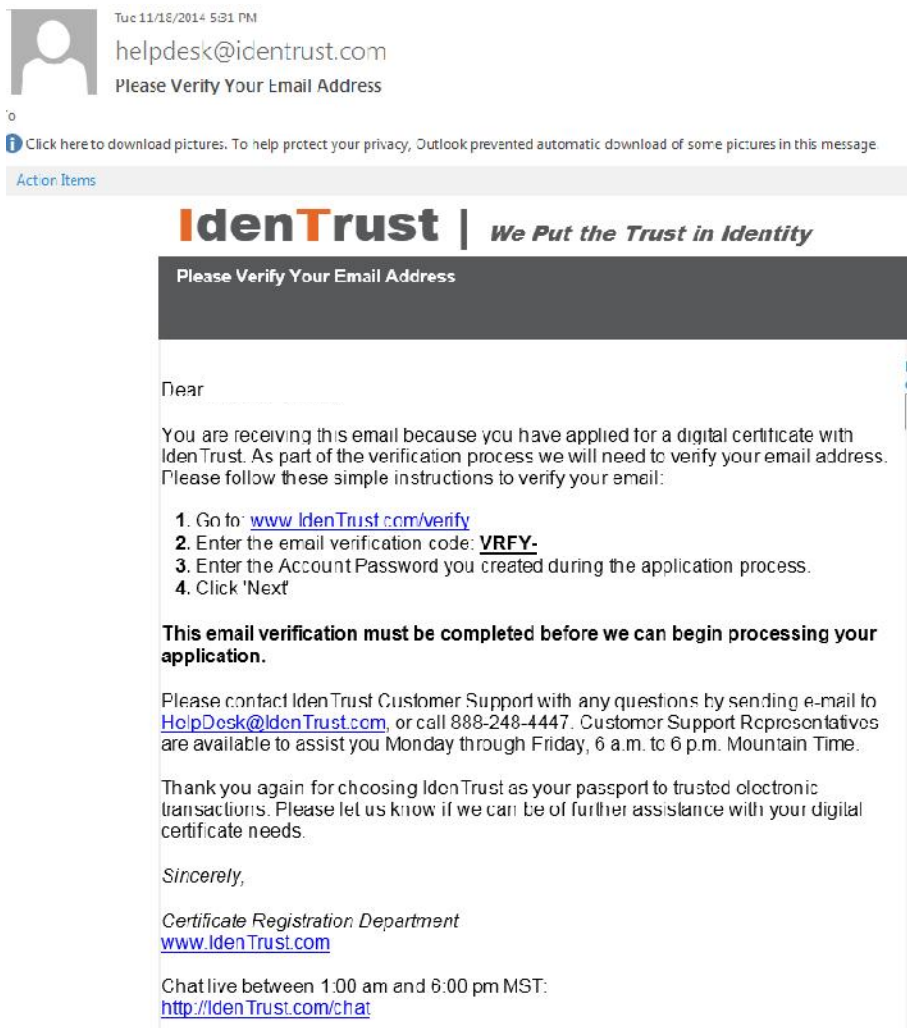 Tue 11/18/2014 5:31 PM
helpdesk@identrust.com
Please Verify Your Email Address
Click here to download pictures. To help protect your privacy, Outlook prevented automatic download of some pictures in this message.
Action Items
IdenTrust | We Put the Trust in Identity
Please Verify Your Email Address
Dear
You are receiving this email because you have applied for a digital certificate with
IdenTrust. As part of the verification process we will need to verify your email address.
Please follow these simple instructions to verify your email:
1. Go to: www.IdenTrust.com/verify
2. Enter the email verification code: VRFY-
3. Enter the Account Password you created during the application process.
4. Click 'Next'
This email verification must be completed before we can begin processing your
application.
Please contact IdenTrust Customer Support with any questions by sending e-mail to
HelpDesk@IdenTrust.com, or call 888-248-4447. Customer Support Representatives
are available to assist you Monday through Friday, 6 a.m. to 6 p.m. Mountain Time.
Thank you again for choosing IdenTrust as your passport to trusted electronic
transactions. Please let us know if we can be of further assistance with your digital
certificate needs.
Sincerely,
Certificate Registration Department
www.IdenTrust.com
Chat live between 1:00 am and 6:00 pm MST:
http://IdenTrust.com/chat